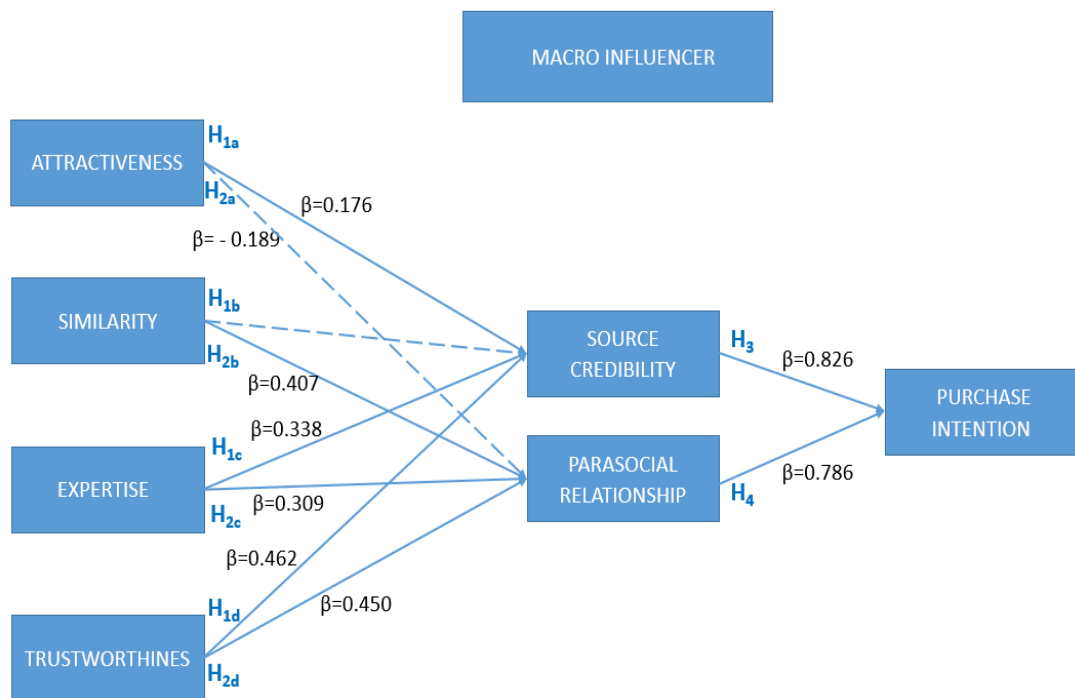 MACRO INFLUENCER
H1a
ATTRACTIVENESS
H2a
β=0.176
β= - 0.189
H1b
SIMILARITY
H2b
SOURCE
CREDIBILITY
H3
β=0.826
β=0.407
PURCHASE
INTENTION
β=0.338
H1c
EXPERTISE
H2c
β=0.309
PARASOCIAL
RELATIONSHIP
H4
β=0.786
β=0.462
H1d
β=0.450
TRUSTWORTHINES
H2d